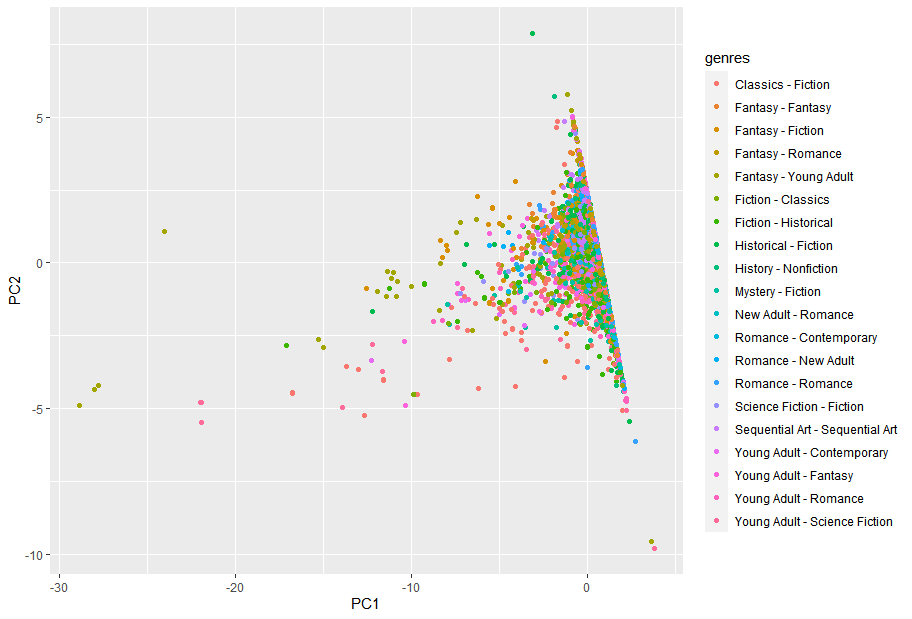 genres
Classics - Fiction
Fantasy - Fantasy
Fantasy - Fiction
Fantasy - Romance
Fantasy - Young Adult
Fiction - Classics
Fiction - Historical
Historical - Fiction
History - Nonfiction
Mystery - Fiction
New Adult - Romance
Romance - Contemporary
Romance - New Adult
Romance - Romance
Science Fiction - Fiction
Sequential Art - Sequential Art
Young Adult - Contemporary
Young Adult - Fantasy
Young Adult - Romance
Young Adult - Science Fiction
PC2
5
0
-5
-10
-30
-20
-10
0
PC1